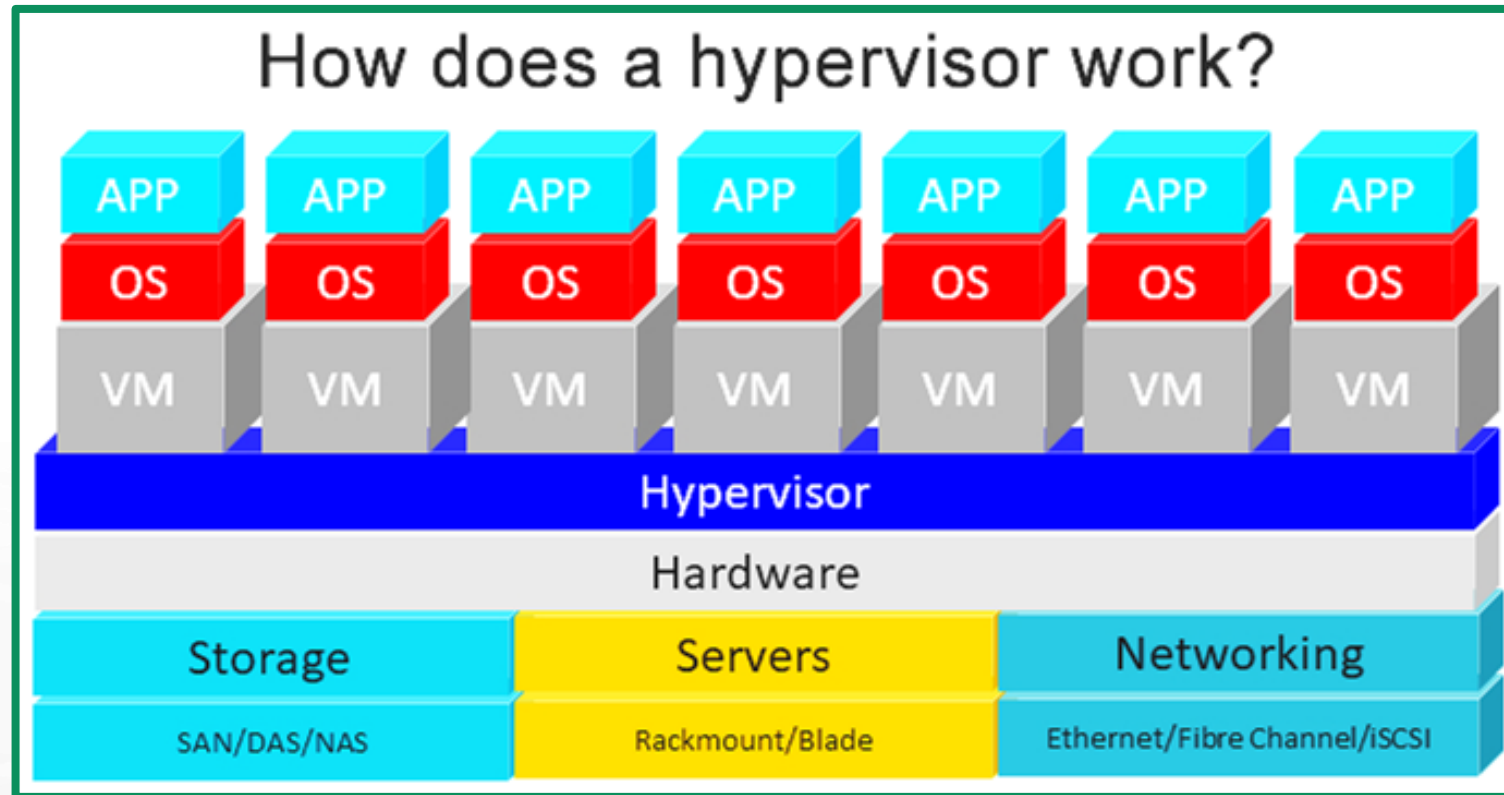 How does a hypervisor work?
APP APP APP APP APP APP APP
OS OS OS OS OS OS OS
VM VM VM VM VM VM VM
Hypervisor
Hardware
Storage Servers Networking
SAN/DAS/NAS Rackmount/Blade Ethernet/Fibre Channel/iSCSI